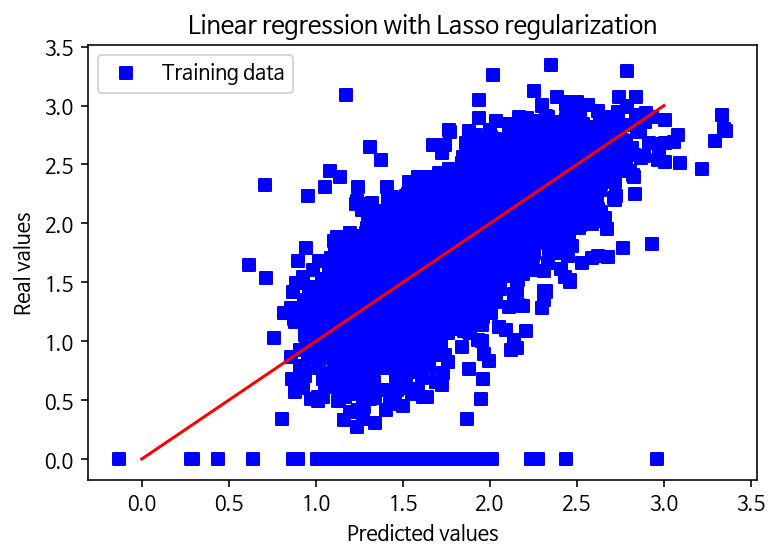 Linear regression with Lasso regularization
Training data
Real values
3.5
3.0
2.5
2.0
1.5
1.0
0.5
0.0
0.0 0.5 1.0 1.5 2.0 2.5 3.0 3.5
Predicted values